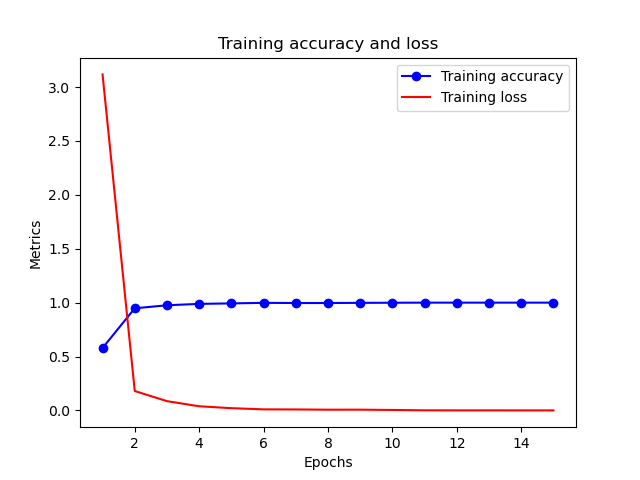 Training accuracy and loss
Training accuracy
Training loss
Metrics
3.0
2.5
2.0
1.5
1.0
0.5
0.0
2 4 6 8 10 12 14
Epochs